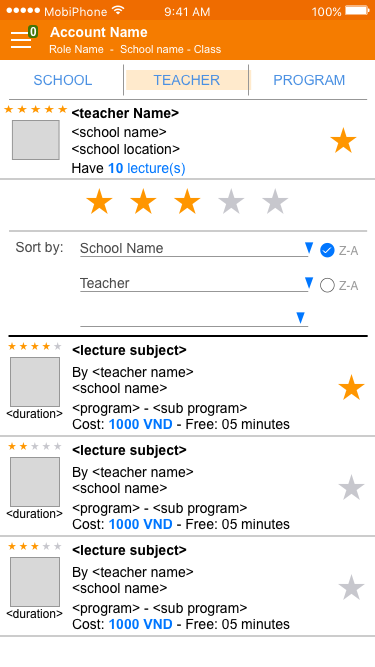 MobiPhone 9:41 AM 100%
0 Account Name
Role Name - School name - Class
SCHOOL TEACHER PROGRAM
<teacher Name>
<school name>
<school location>
Have 10 lecture(s)
Sort by: School Name Z-A
Teacher Z-A
<lecture subject>
By <teacher name>
<school name>
<program> - <sub program>
<duration> Cost: 1000 VND - Free: 05 minutes
<lecture subject>
By <teacher name>
<school name>
<program> - <sub program>
<duration> Cost: 1000 VND - Free: 05 minutes
<lecture subject>
By <teacher name>
<school name>
<program> - <sub program>
<duration> Cost: 1000 VND - Free: 05 minutes